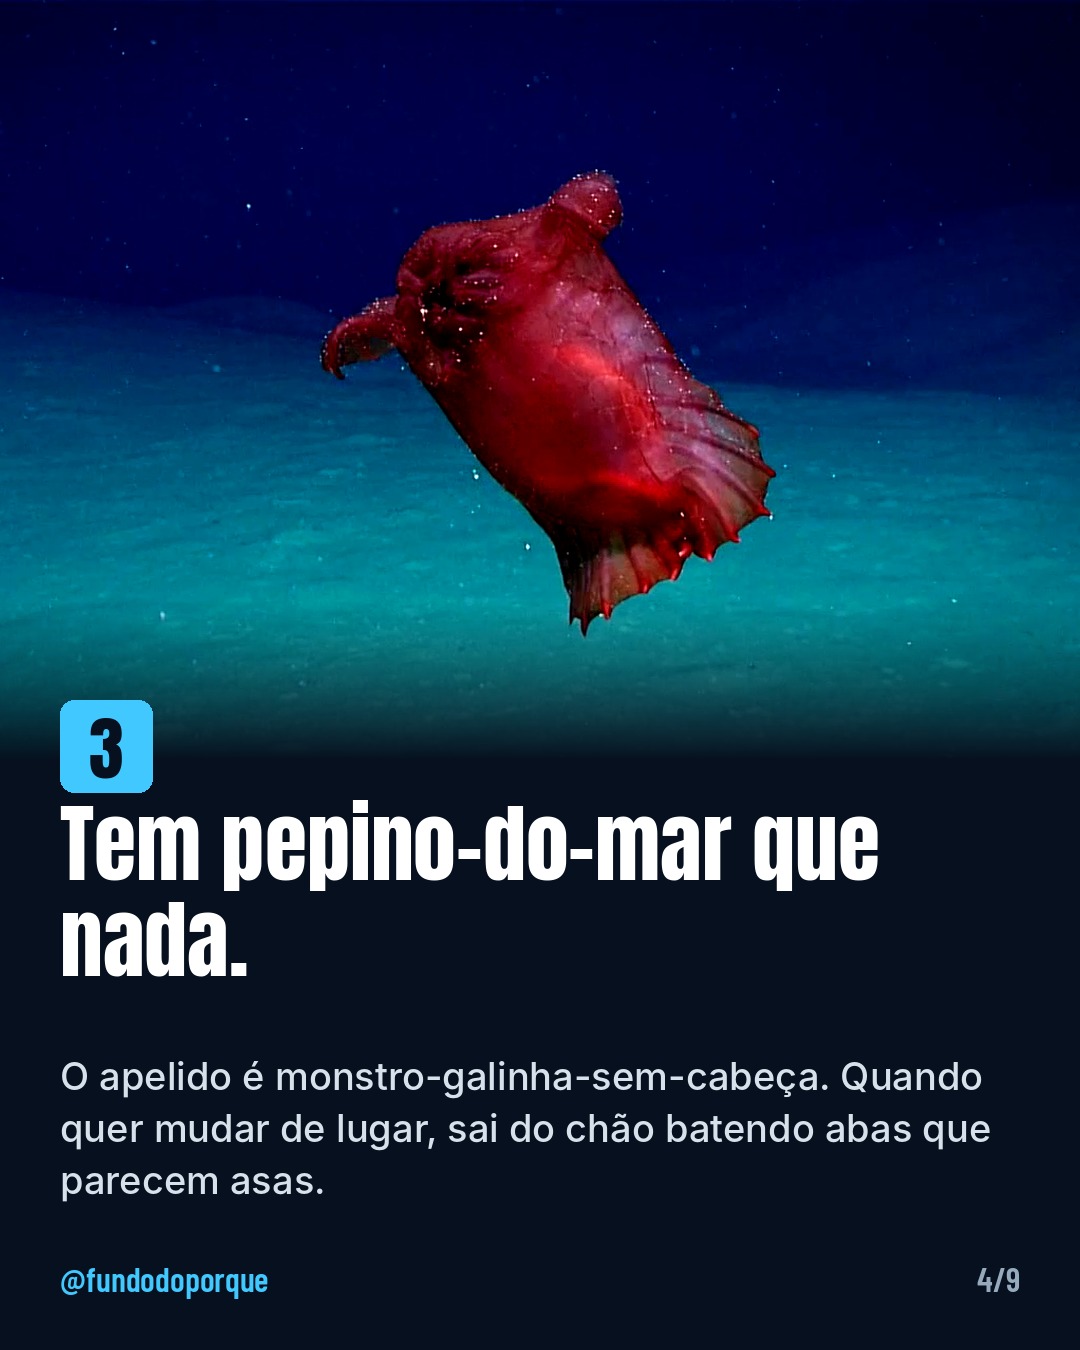 3
Tem pepino-do-mar que
nada.
O apelido é monstro-galinha-sem-cabeça. Quando
quer mudar de lugar, sai do chão batendo abas que
parecem asas.
@fundodoporque
4/9